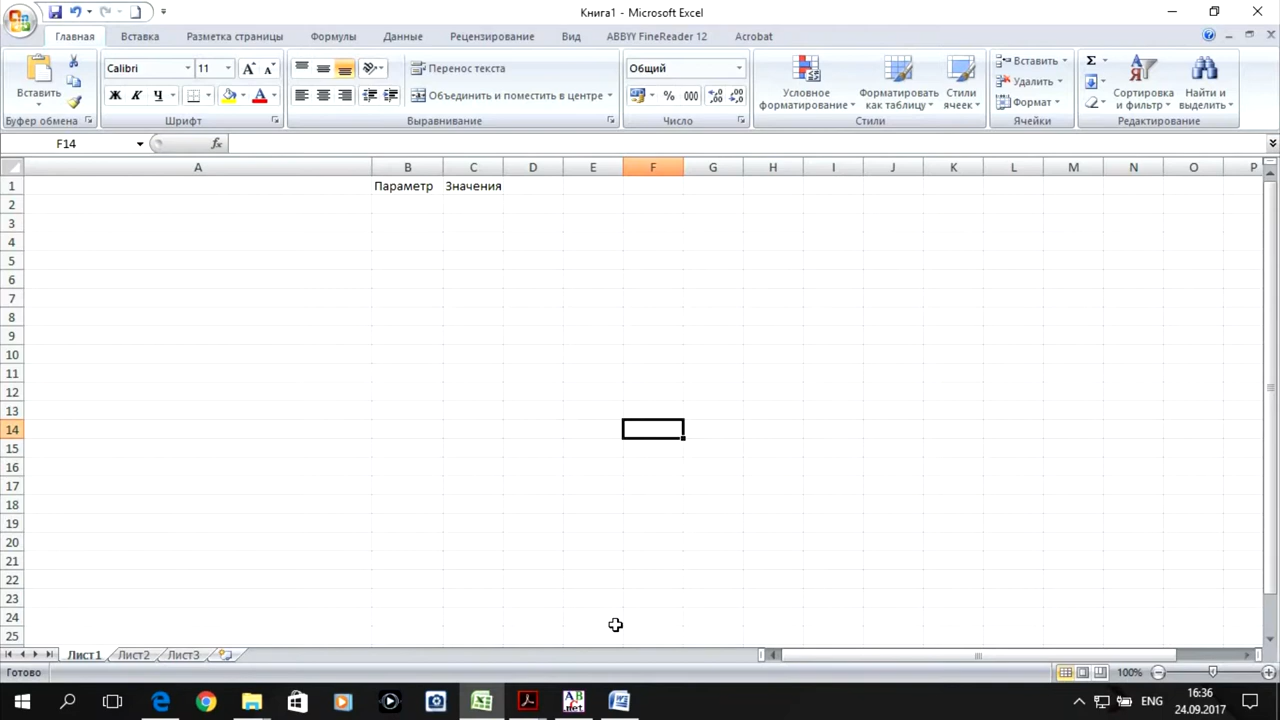 Книга1 - Microsoft Excel
Главная Вставка Разметка страницы Формулы Данные Рецензирование Вид ABBYY FineReader 12 Acrobat
Calibri 11 Перенос текста Общий Вставить Σ
Вставить Ж К Ч Объединить и поместить в центре % 000 Условное форматирование Форматировать как таблицу Стили ячеек Удалить Формат Сортировка и фильтр Найти и выделить
Буфер обмена Шрифт Выравнивание Число Стили Ячейки Редактирование
F14 fx
A B C D E F G H I J K L M N O P
1 Параметр Значения
2
3
4
5
6
7
8
9
10
11
12
13
14
15
16
17
18
19
20
21
22
23
24
25
Лист1 Лист2 Лист3
Готово 100%
ENG 16:36
24.09.2017